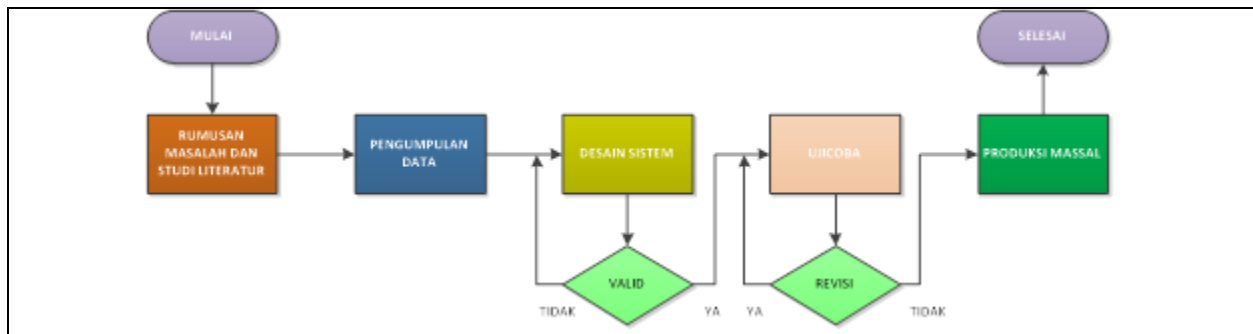 MULAI
SELESAI
RUMUSAN
MASALAH DAN
STUDI LITERATUR
PENGUMPULAN
DATA
DESAIN SISTEM
UJICOBA
PRODUKSI MASSAL
VALID
REVISI
TIDAK
YA
YA
TIDAK